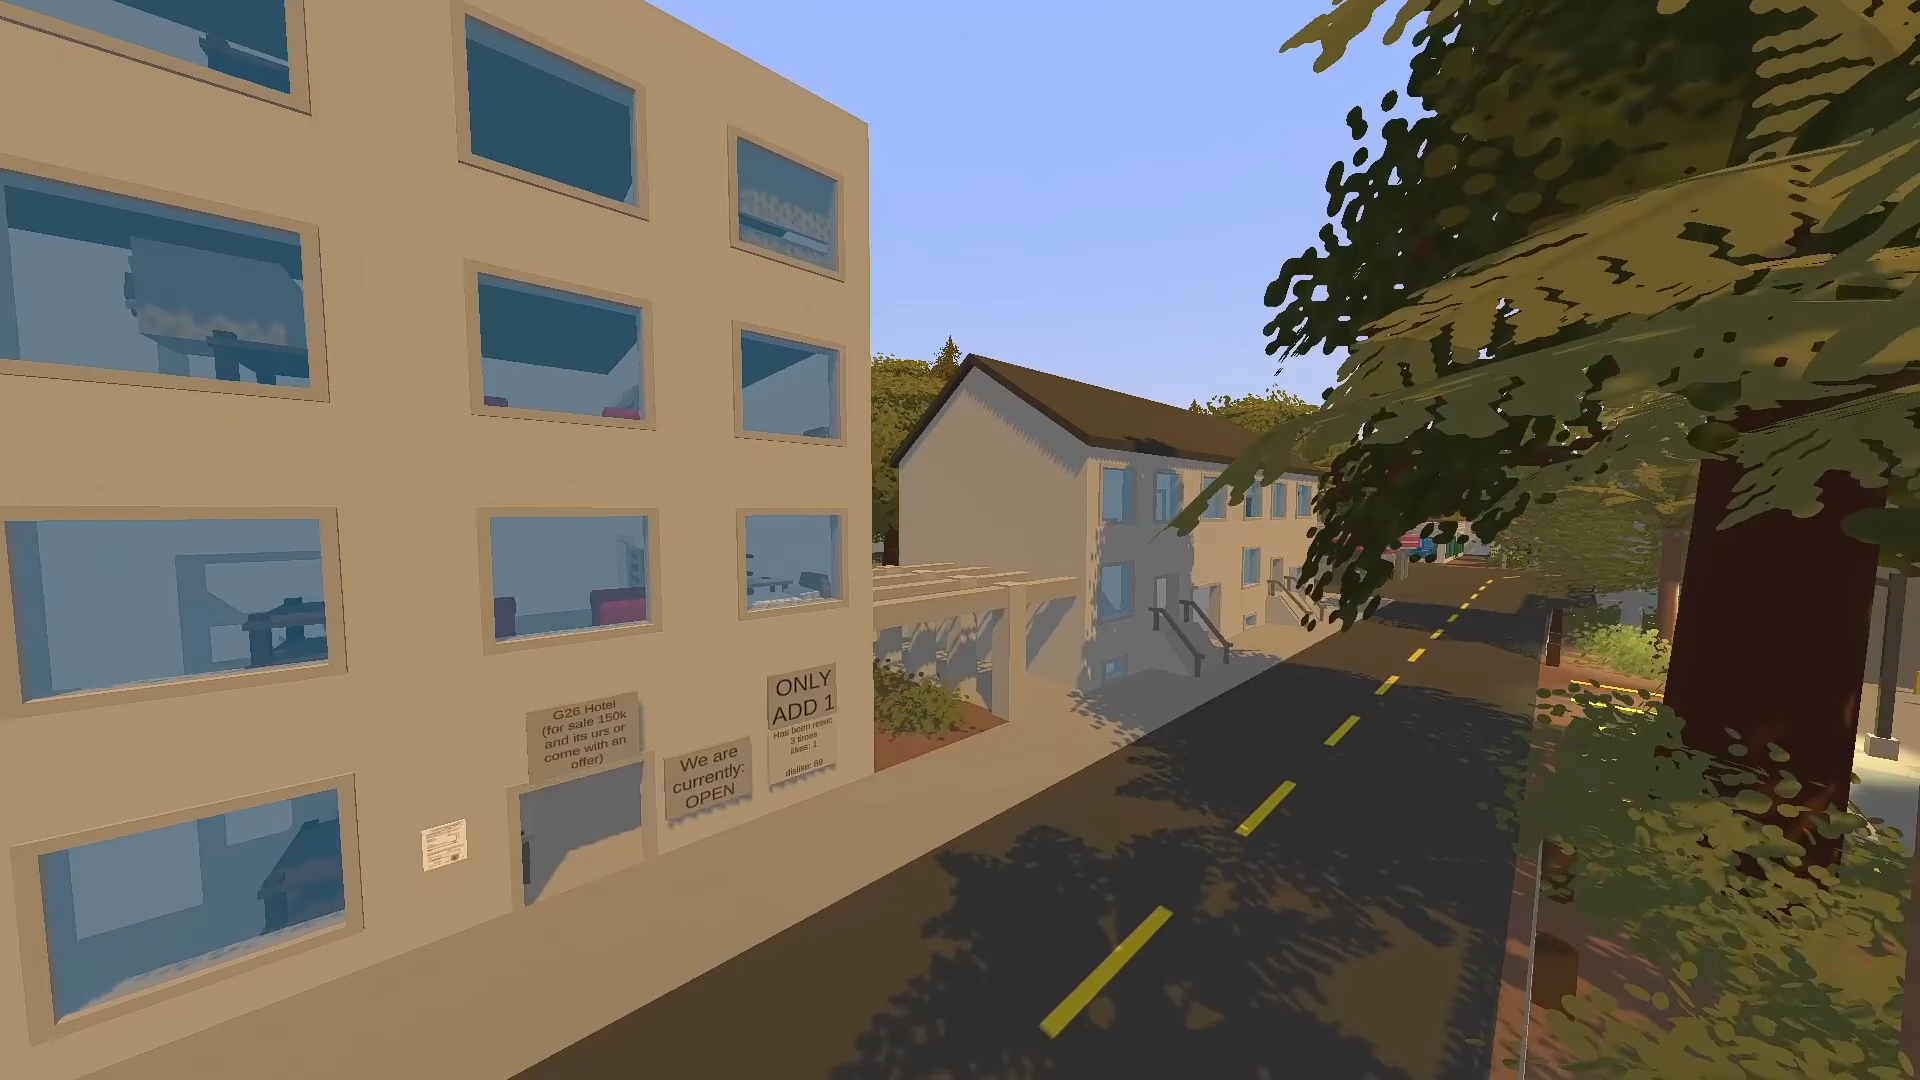 G26 Hotel
(for sale 150k
and its urs or
come with an
offer)
We are
currently:
OPEN
ONLY
ADD 1
Has been reset:
3 times
likes: 1
dislike: 69